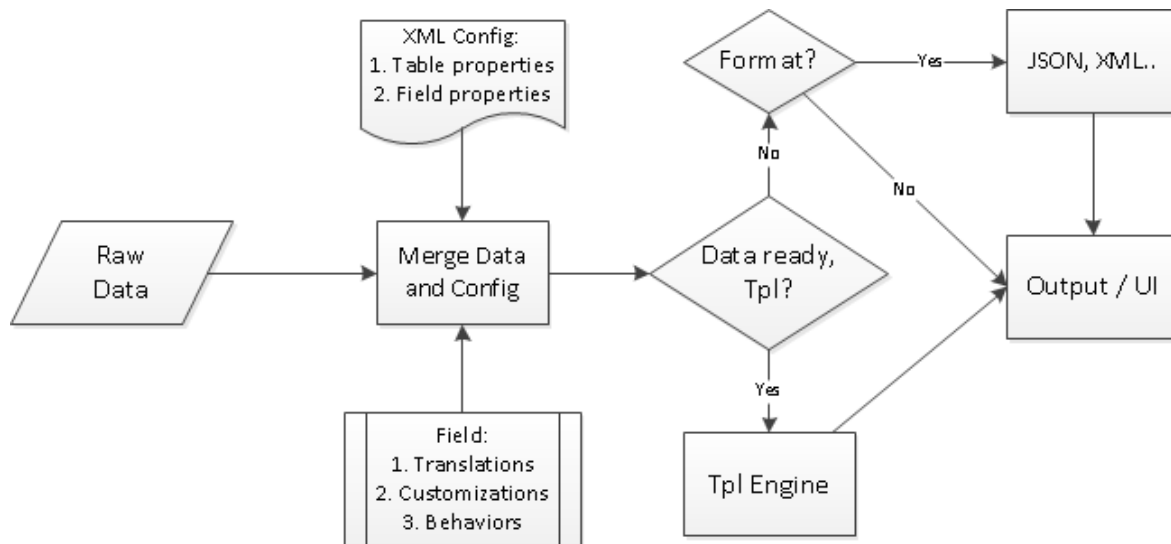 XML Config:
1. Table properties
2. Field properties
Format?
Yes
JSON, XML..
No
No
Raw
Data
Merge Data
and Config
Data ready,
Tpl?
Output / UI
Yes
Field:
1. Translations
2. Customizations
3. Behaviors
Tpl Engine